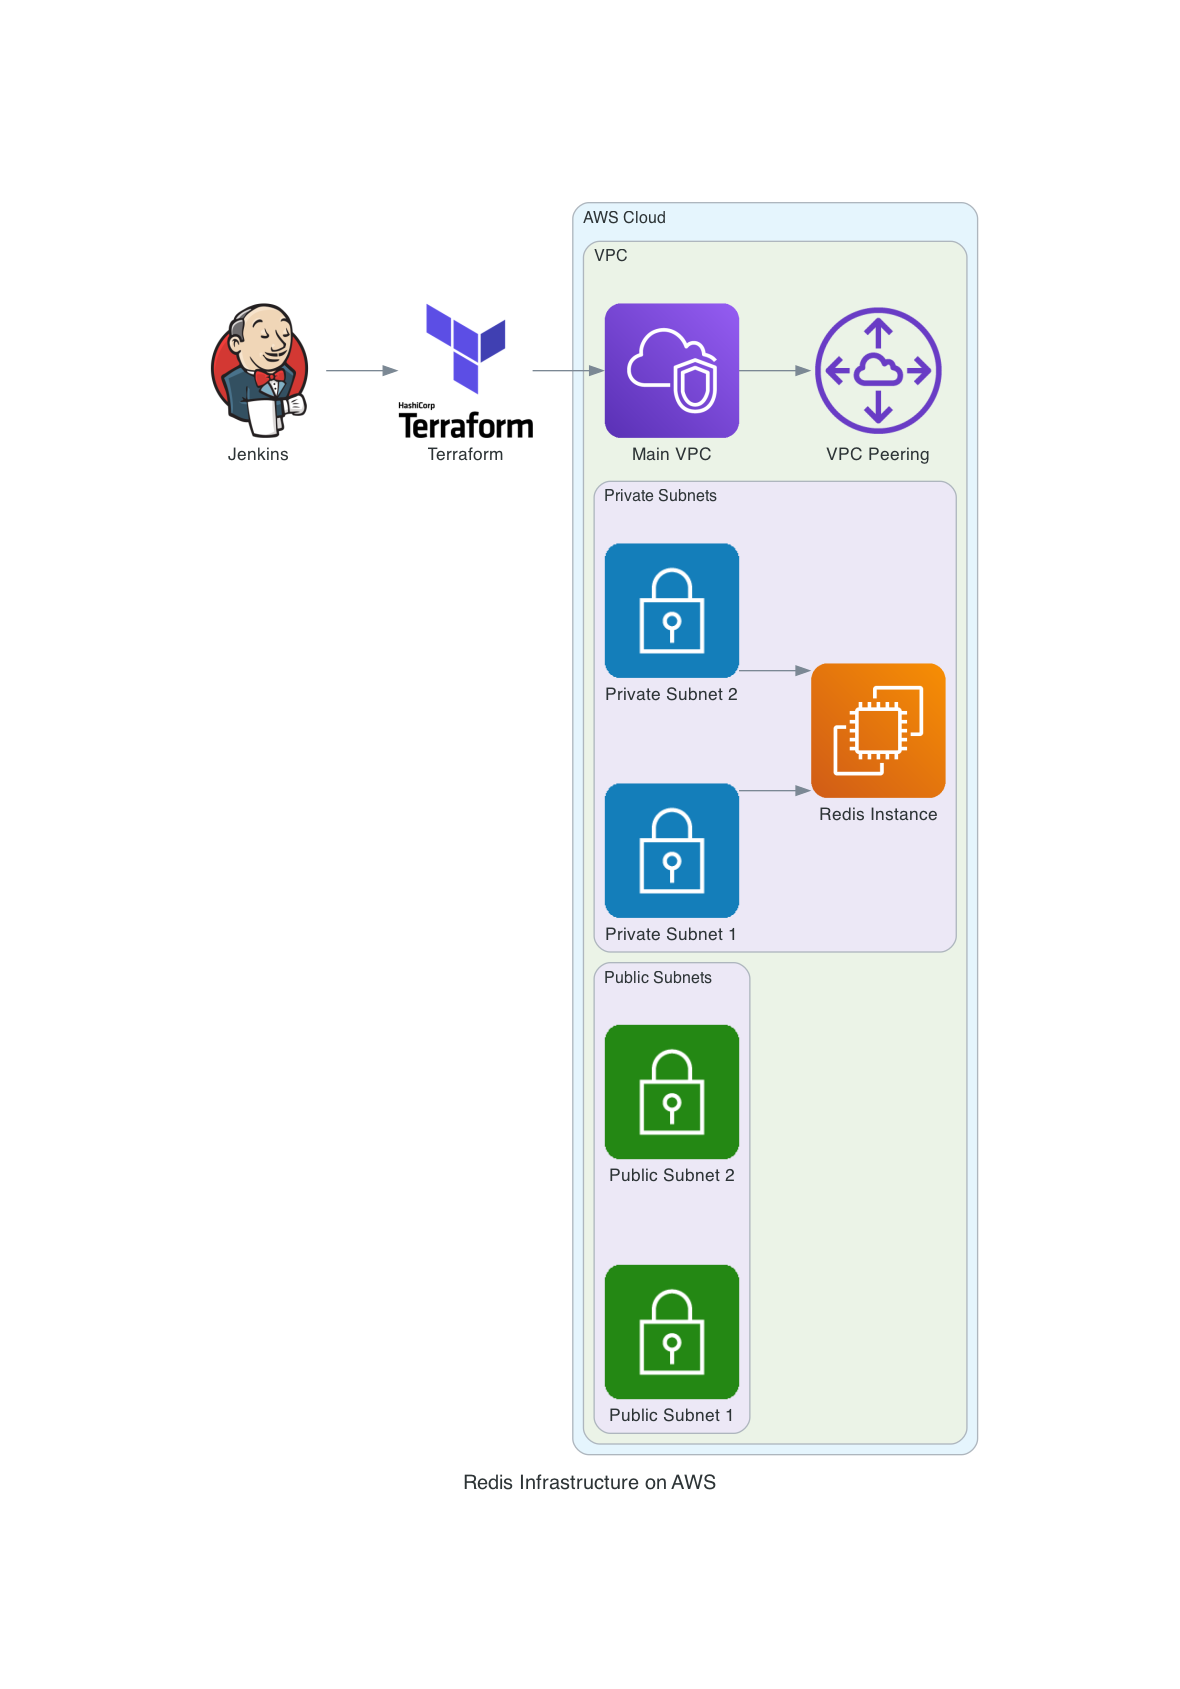 AWS Cloud
VPC
HashiCorp
Terraform
Jenkins
Terraform
Main VPC
VPC Peering
Private Subnets
Private Subnet 2
Redis Instance
Private Subnet 1
Public Subnets
Public Subnet 2
Public Subnet 1
Redis Infrastructure on AWS